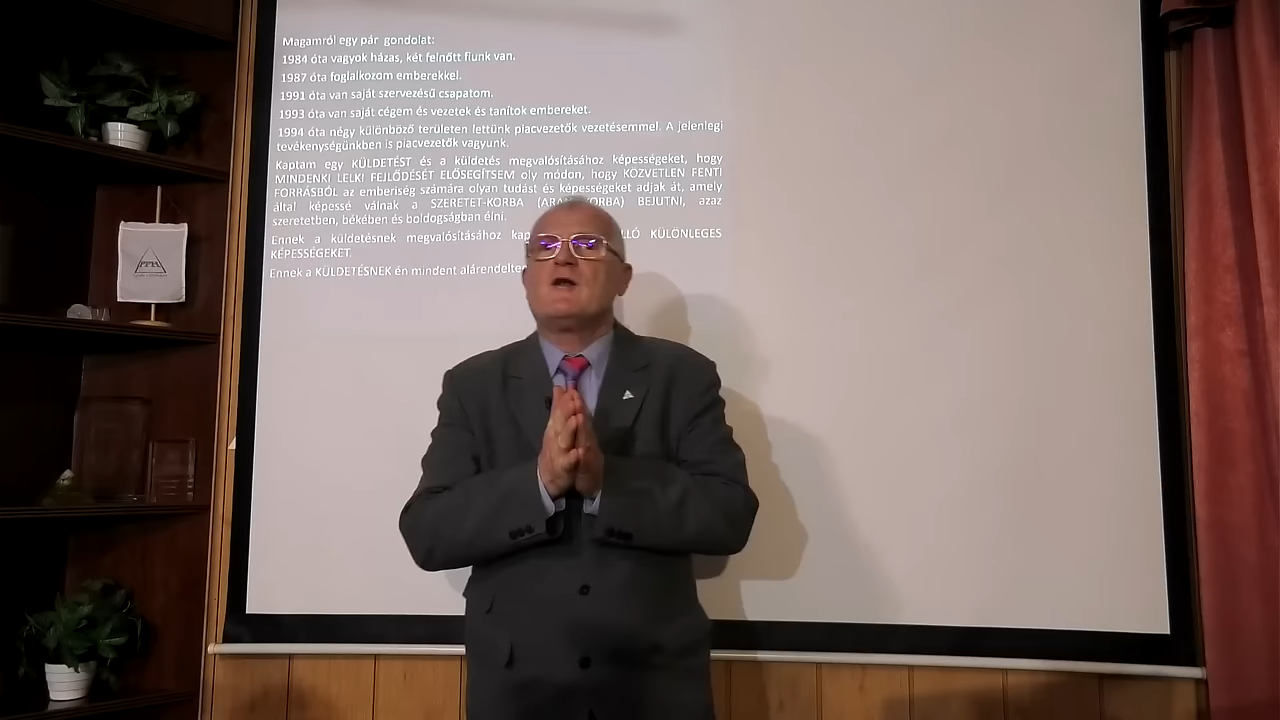 Magamról egy pár gondolat:
1984 óta vagyok házas, két felnőtt fiunk van.
1987 óta foglalkozom emberekkel.
1991 óta van saját szervezésű csapatom.
1993 óta van saját cégem és vezetek és tanítok embereket.
1994 óta négy különböző területen lettünk piacvezetők vezetésemmel. A jelenlegi
tevékenységünkben is piacvezetők vagyunk.
Kaptam egy KÜLDETÉST és a küldetés megvalósításához képességeket, hogy
MINDENKI LELKI FEJLŐDÉSÉT ELŐSEGÍTSEM oly módon, hogy KÖZVETLEN FENTI
FORRÁSBÓL az emberiség számára olyan tudást és képességeket adjak át, amely
által képessé válnak a SZERETET-KORBA BEJUTNI, azaz
szeretetben, békében és boldogságban élni.
Ennek a küldetésnek megvalósításához KÜLÖNLEGES
KÉPESSÉGEKET.
Ennek a KÜLDETÉSNEK én mindent